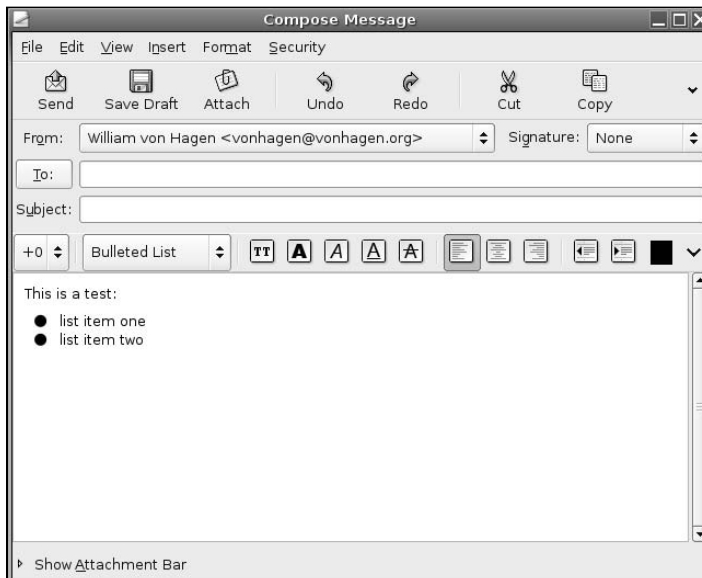 Compose Message
File Edit View Insert Format Security
Send Save Draft Attach Undo Redo Cut Copy
From: William von Hagen <vonhagen@vonhagen.org> Signature: None
To:
Subject:
+0 Bulleted List TT A A A A
This is a test:
● list item one
● list item two
Show Attachment Bar